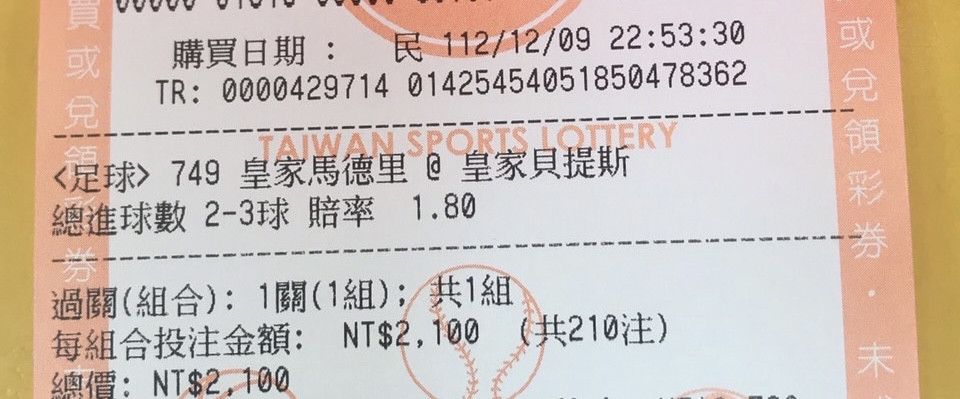 購買日期 : 民 112/12/09 22:53:30
TR: 0000429714 014254540518504783​62
TAIWAN SPORTS LOTTERY
<足球> 749 皇家馬德里 @ 皇家貝提斯
總進球數 2-3球 賠率 1.80
過關(組合): 1關(1組); 共1組
每組合投注金額: NT$2,100 (共210注)
總價: NT$2,100
買或兌領彩券
或兌領彩券・未